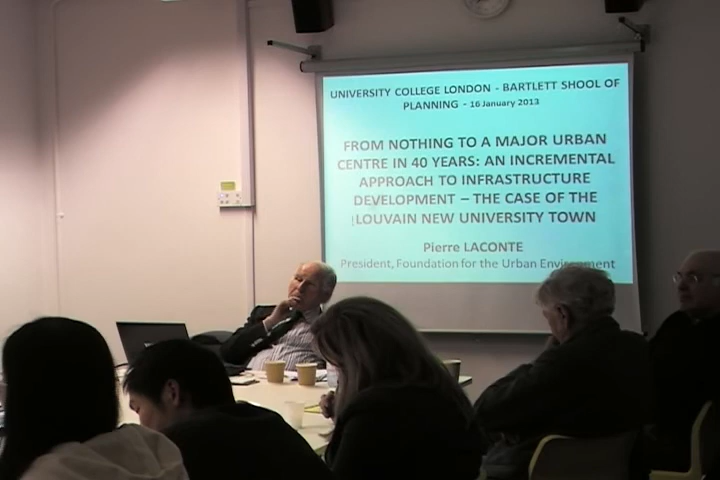 UNIVERSITY COLLEGE LONDON - BARTLETT SHOOL OF
PLANNING - 16 January 2013
FROM NOTHING TO A MAJOR URBAN
CENTRE IN 40 YEARS: AN INCREMENTAL
APPROACH TO INFRASTRUCTURE
DEVELOPMENT – THE CASE OF THE
LOUVAIN NEW UNIVERSITY TOWN
Pierre LACONTE
President, Foundation for the Urban Environment